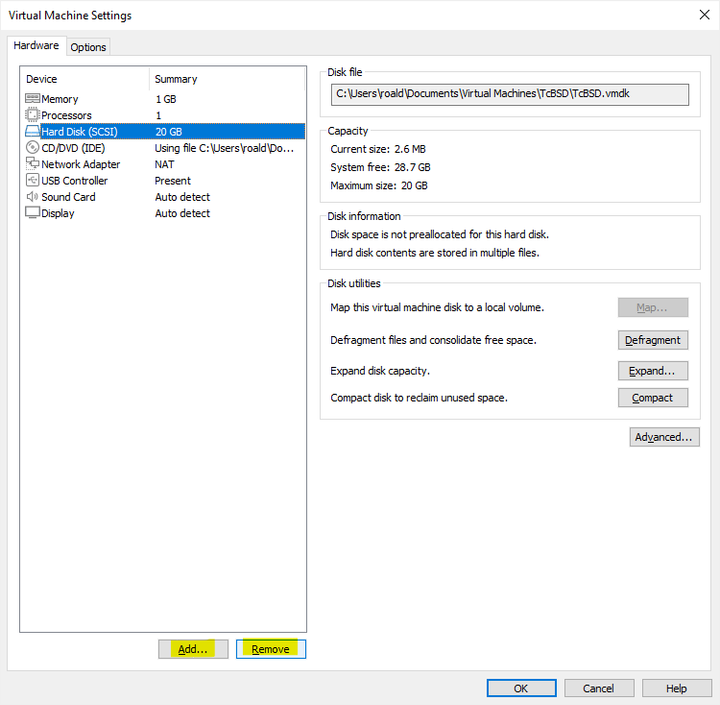 Virtual Machine Settings
Hardware Options
Device Summary
Memory 1 GB
Processors 1
Hard Disk (SCSI) 20 GB
CD/DVD (IDE) Using file C:\Users\roald\Do...
Network Adapter NAT
USB Controller Present
Sound Card Auto detect
Display Auto detect
Add... Remove
Disk file
C:\Users\roald\Documents\Virtual Machines\TcBSD\TcBSD.vmdk
Capacity
Current size: 2.6 MB
System free: 28.7 GB
Maximum size: 20 GB
Disk information
Disk space is not preallocated for this hard disk.
Hard disk contents are stored in multiple files.
Disk utilities
Map this virtual machine disk to a local volume. Map...
Defragment files and consolidate free space. Defragment
Expand disk capacity. Expand...
Compact disk to reclaim unused space. Compact
Advanced...
OK Cancel Help